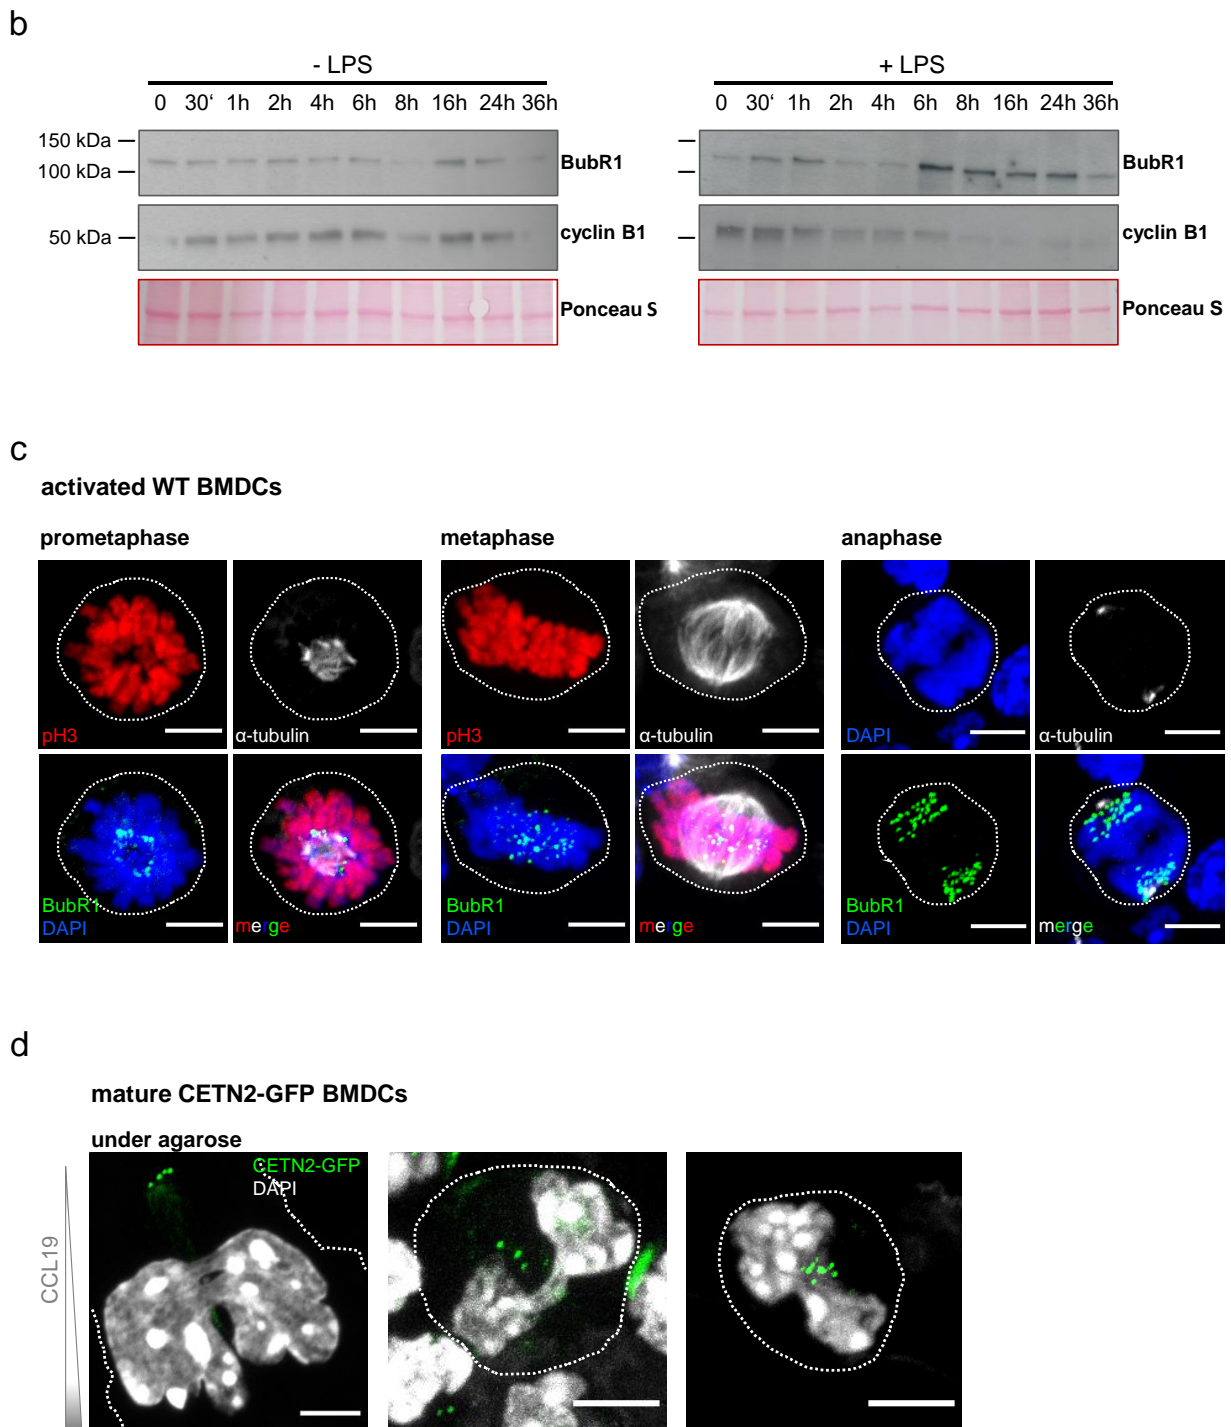 b
- LPS
+ LPS
0 30‘ 1h 2h 4h 6h 8h 16h 24h 36h
0 30‘ 1h 2h 4h 6h 8h 16h 24h 36h
150 kDa
100 kDa
BubR1
BubR1
50 kDa
cyclin B1
cyclin B1
Ponceau S
Ponceau S
c
activated WT BMDCs
prometaphase
metaphase
anaphase
pH3
α-tubulin
pH3
α-tubulin
DAPI
α-tubulin
BubR1
DAPI
merge
BubR1
DAPI
merge
BubR1
DAPI
merge
d
mature CETN2-GFP BMDCs
under agarose
CETN2-GFP
DAPI
CCL19